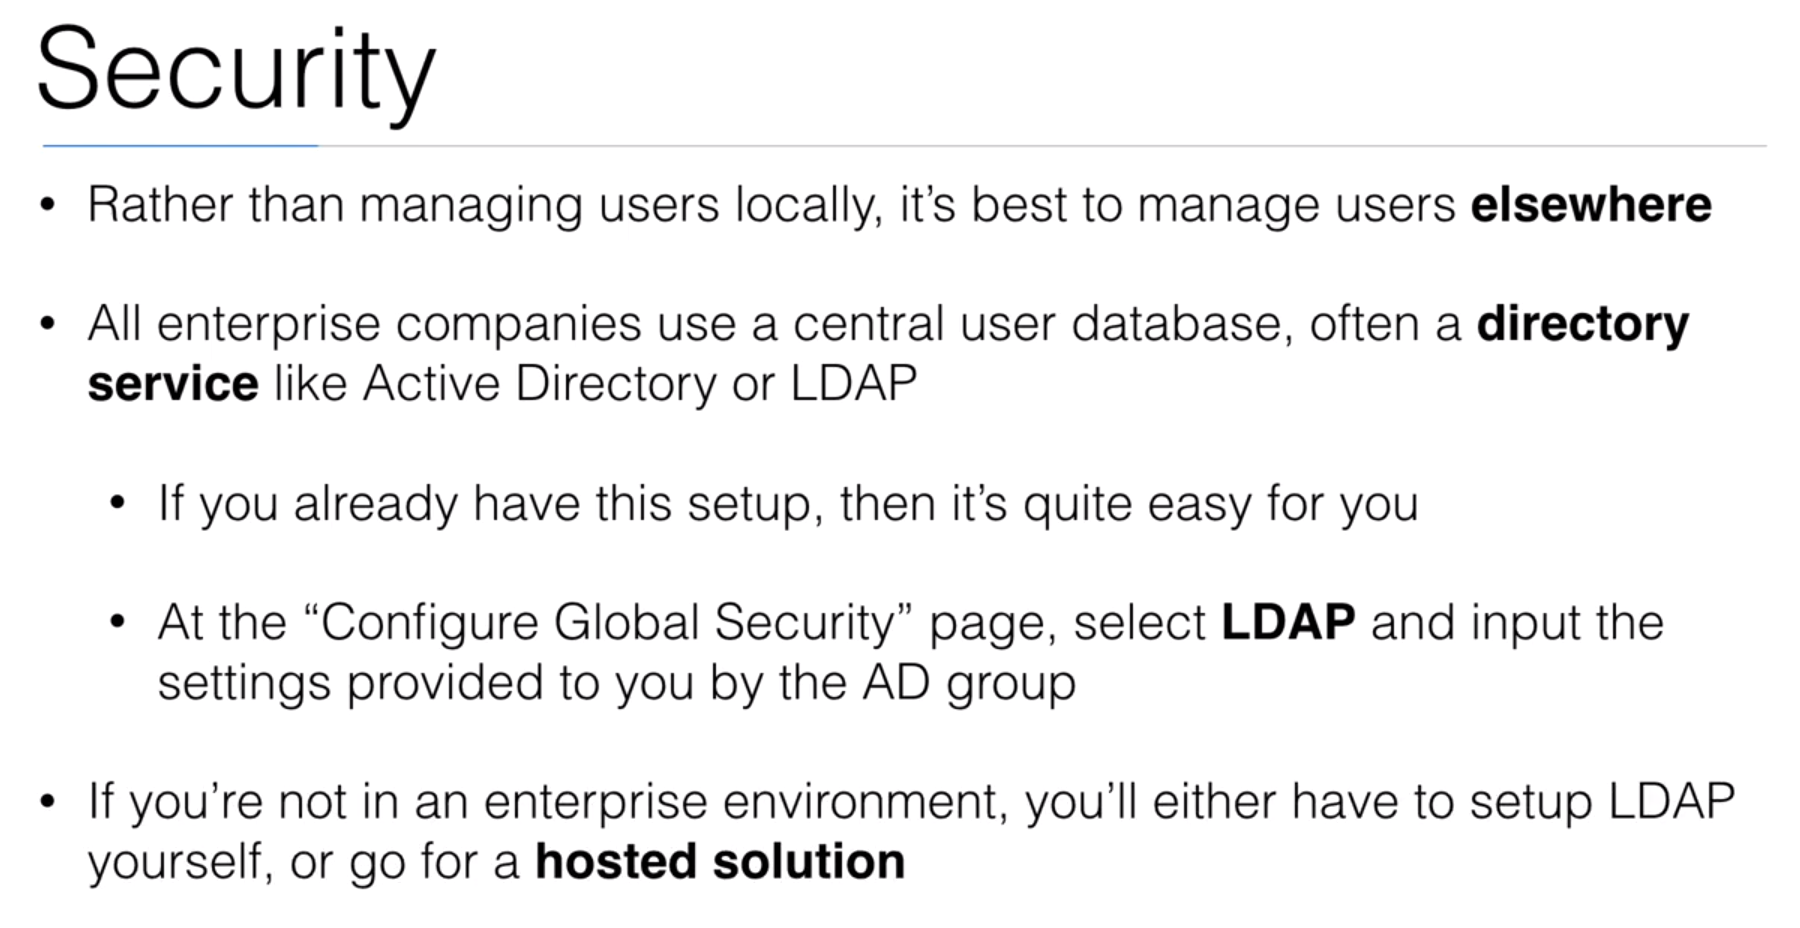 Security
• Rather than managing users locally, it’s best to manage users elsewhere
• All enterprise companies use a central user database, often a directory
service like Active Directory or LDAP
• If you already have this setup, then it’s quite easy for you
• At the “Configure Global Security” page, select LDAP and input the
settings provided to you by the AD group
• If you’re not in an enterprise environment, you’ll either have to setup LDAP
yourself, or go for a hosted solution